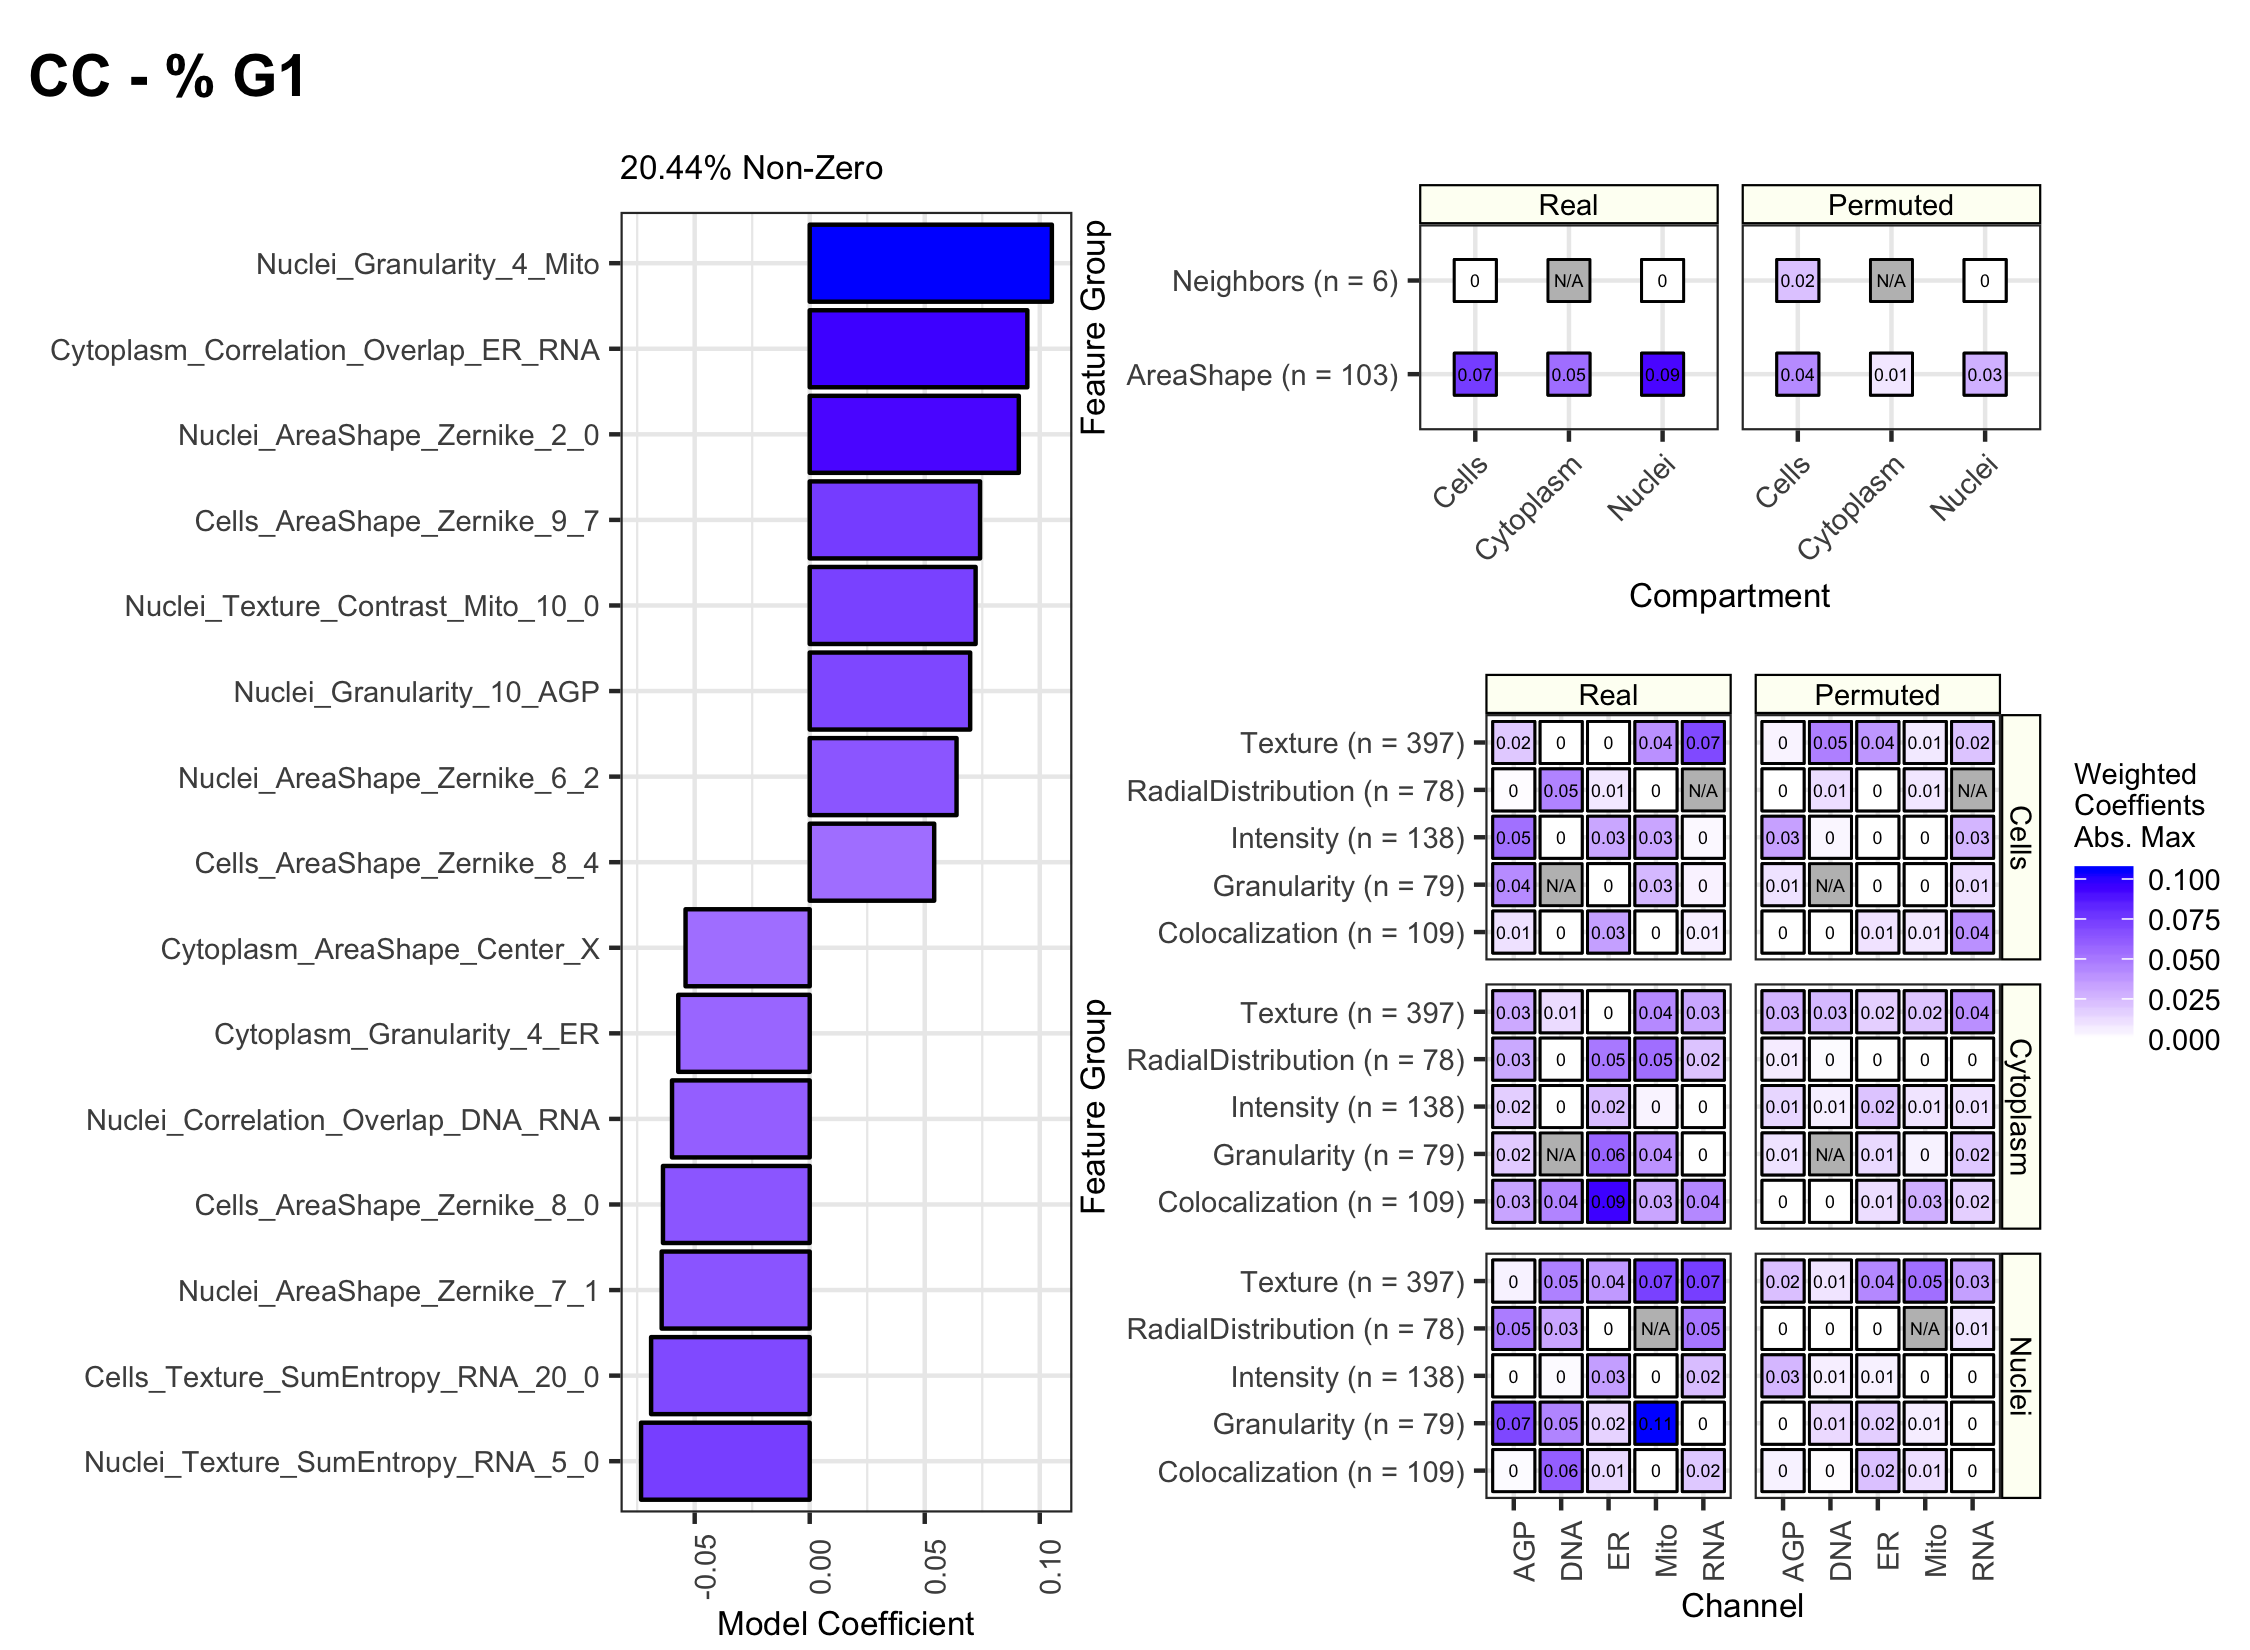 CC - % G1
20.44% Non-Zero
Nuclei_Granularity_4_Mito
Cytoplasm_Correlation_Overlap_ER_RNA
Nuclei_AreaShape_Zernike_2_0
Cells_AreaShape_Zernike_9_7
Nuclei_Texture_Contrast_Mito_10_0
Nuclei_Granularity_10_AGP
Nuclei_AreaShape_Zernike_6_2
Cells_AreaShape_Zernike_8_4
Cytoplasm_AreaShape_Center_X
Cytoplasm_Granularity_4_ER
Nuclei_Correlation_Overlap_DNA_RNA
Cells_AreaShape_Zernike_8_0
Nuclei_AreaShape_Zernike_7_1
Cells_Texture_SumEntropy_RNA_20_0
Nuclei_Texture_SumEntropy_RNA_5_0
-0.05 0.00 0.05 0.10
Model Coefficient
Feature Group
Real Permuted
Neighbors (n = 6) 0 N/A 0 0.02 N/A 0
AreaShape (n = 103) 0.07 0.05 0.09 0.04 0.01 0.03
Cells Cytoplasm Nuclei Cells Cytoplasm Nuclei
Compartment
Feature Group
Real Permuted
Texture (n = 397) 0.02 0 0 0.04 0.07 0 0.05 0.04 0.01 0.02
RadialDistribution (n = 78) 0 0.05 0.01 0 N/A 0 0.01 0 0.01 N/A
Intensity (n = 138) 0.05 0 0.03 0.03 0 0.03 0 0 0 0.03
Granularity (n = 79) 0.04 N/A 0 0.03 0 0.01 N/A 0 0 0.01
Colocalization (n = 109) 0.01 0 0.03 0 0.01 0 0 0.01 0.01 0.04
Cells
Texture (n = 397) 0.03 0.01 0 0.04 0.03 0.03 0.03 0.02 0.02 0.04
RadialDistribution (n = 78) 0.03 0 0.05 0.05 0.02 0.01 0 0 0 0
Intensity (n = 138) 0.02 0 0.02 0 0 0.01 0.01 0.02 0.01 0.01
Granularity (n = 79) 0.02 N/A 0.06 0.04 0 0.01 N/A 0.01 0 0.02
Colocalization (n = 109) 0.03 0.04 0.09 0.03 0.04 0 0 0.01 0.03 0.02
Cytoplasm
Texture (n = 397) 0 0.05 0.04 0.07 0.07 0.02 0.01 0.04 0.05 0.03
RadialDistribution (n = 78) 0.05 0.03 0 N/A 0.05 0 0 0 N/A 0.01
Intensity (n = 138) 0 0 0.03 0 0.02 0.03 0.01 0.01 0 0
Granularity (n = 79) 0.07 0.05 0.02 0.11 0 0 0.01 0.02 0.01 0
Colocalization (n = 109) 0 0.06 0.01 0 0.02 0 0 0.02 0.01 0
Nuclei
AGP DNA ER Mito RNA AGP DNA ER Mito RNA
Channel
Weighted
Coeffients
Abs. Max
0.100
0.075
0.050
0.025
0.000